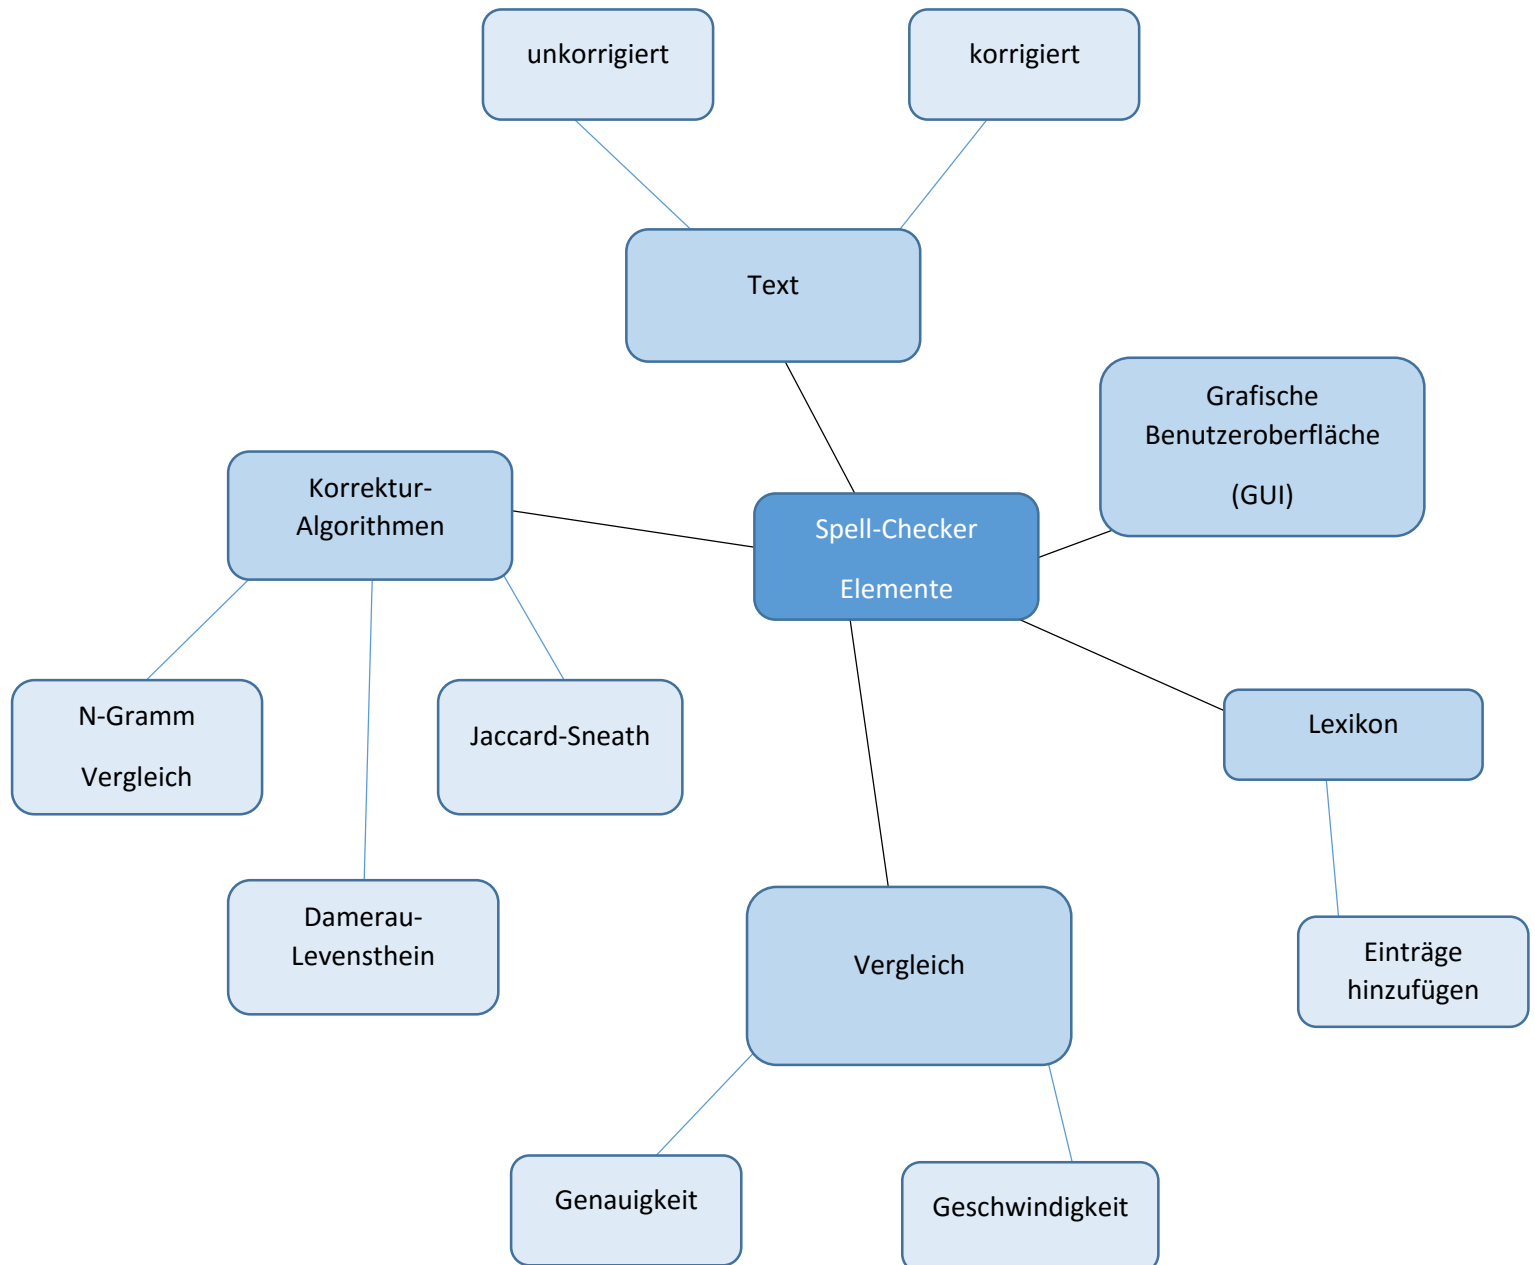 unkorrigiert
korrigiert
Text
Grafische
Benutzeroberfläche
(GUI)
Korrektur-
Algorithmen
Spell-Checker
Elemente
N-Gramm
Vergleich
Jaccard-Sneath
Lexikon
Damerau-
Levensthein
Vergleich
Einträge
hinzufügen
Genauigkeit
Geschwindigkeit